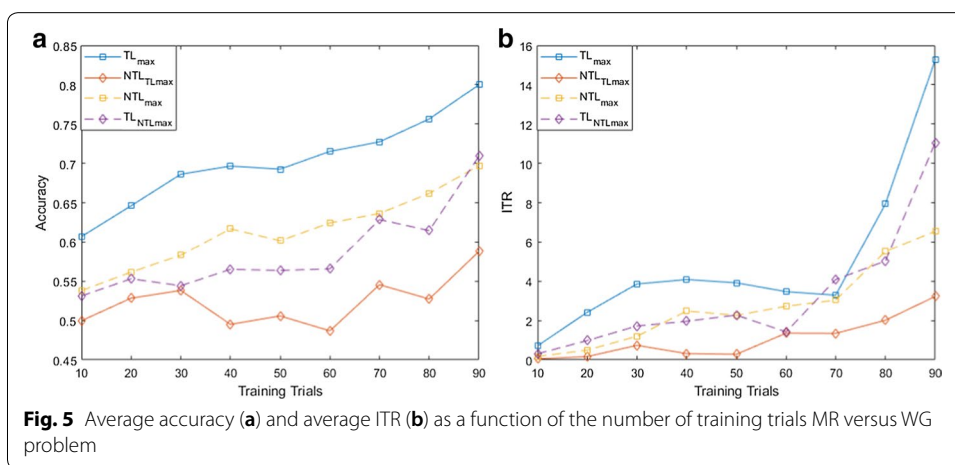 a
b
0.85
0.8
0.75
0.7
0.65
0.6
0.55
0.5
0.45
Accuracy
TLmax
NTLTLmax
NTLmax
TLNTLmax
10 20 30 40 50 60 70 80 90
Training Trials
16
14
12
10
8
6
4
2
0
ITR
TLmax
NTLTLmax
NTLmax
TLNTLmax
10 20 30 40 50 60 70 80 90
Training Trials
Fig. 5 Average accuracy (a) and average ITR (b) as a function of the number of training trials MR versus WG
problem